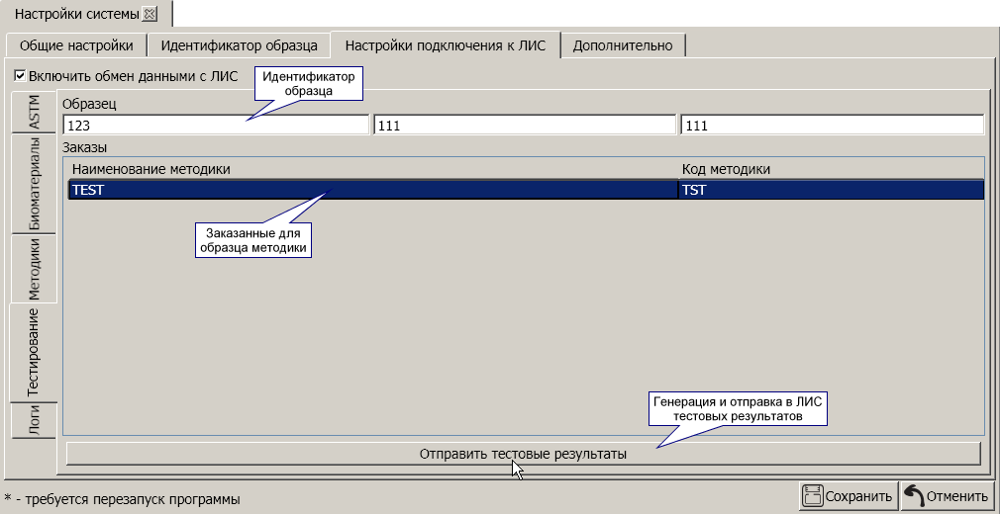 Настройки системы
Общие настройки
Идентификатор образца
Настройки подключения к ЛИС
Дополнительно
Включить обмен данными с ЛИС
Идентификатор
образца
ASTM
Биоматериалы
Методики
Тестирование
Логи
Образец
123
111
111
Заказы
Наименование методики
Код методики
TEST
TST
Заказанные для
образца методики
Генерация и отправка в ЛИС
тестовых результатов
Отправить тестовые результаты
* - требуется перезапуск программы
Сохранить
Отменить